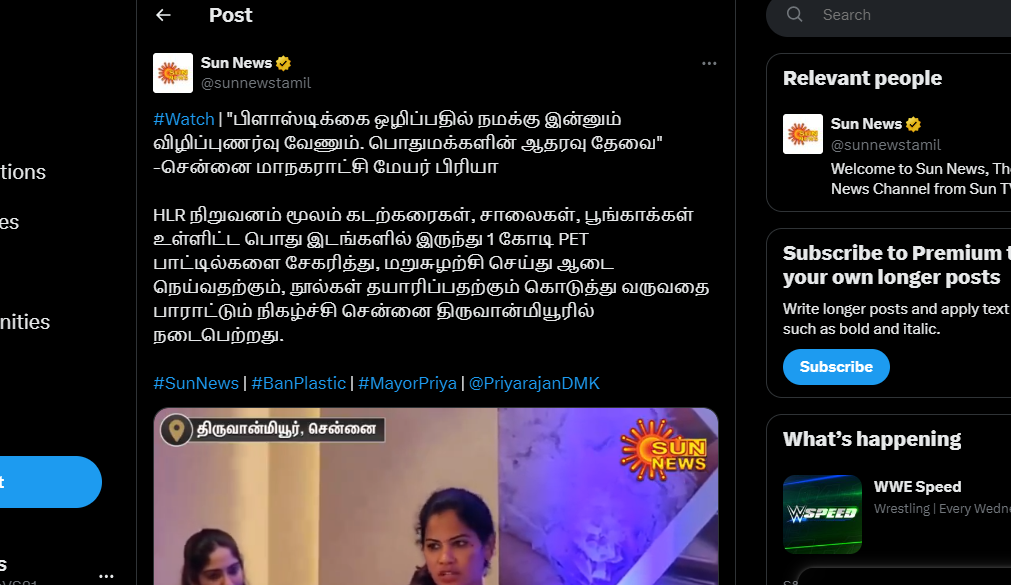 Post
Search
Sun News
@sunnewstamil
#Watch | "பிளாஸ்டிக்கை ஒழிப்பதில் நமக்கு இன்னும்
விழிப்புணர்வு வேணும். பொதுமக்களின் ஆதரவு தேவை"
-சென்னை மாநகராட்சி மேயர் பிரியா
HLR நிறுவனம் மூலம் கடற்கரைகள், சாலைகள், பூங்காக்கள்
உள்ளிட்ட பொது இடங்களில் இருந்து 1 கோடி PET
பாட்டில்களை சேகரித்து, மறுசுழற்சி செய்து ஆடை
நெய்வதற்கும், நூல்கள் தயாரிப்பதற்கும் கொடுத்து வருவதை
பாராட்டும் நிகழ்ச்சி சென்னை திருவான்மியூரில்
நடைபெற்றது.
#SunNews | #BanPlastic | #MayorPriya | @PriyarajanDMK
திருவான்மியூர், சென்னை
SUN
NEWS
Relevant people
Sun News
@sunnewstamil
Welcome to Sun News, Th
News Channel from Sun T
Subscribe to Premium t
your own longer posts
Write longer posts and apply text
such as bold and italic.
Subscribe
What's happening
WWE Speed
Wrestling | Every Wedn
SPEED
tions
es
nities
t
s